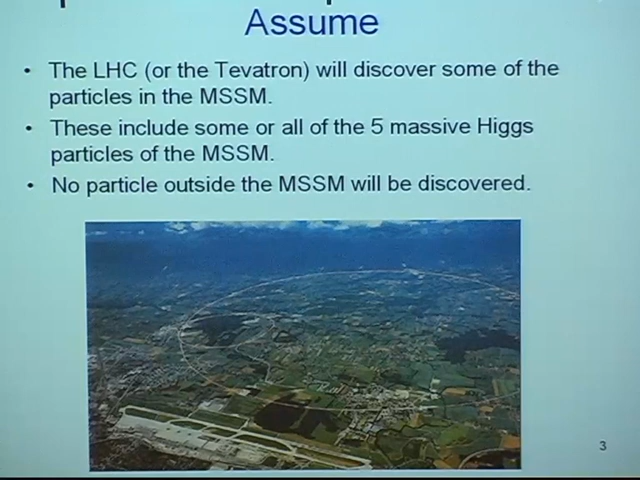 Assume
• The LHC (or the Tevatron) will discover some of the
particles in the MSSM.
• These include some or all of the 5 massive Higgs
particles of the MSSM.
• No particle outside the MSSM will be discovered.
3